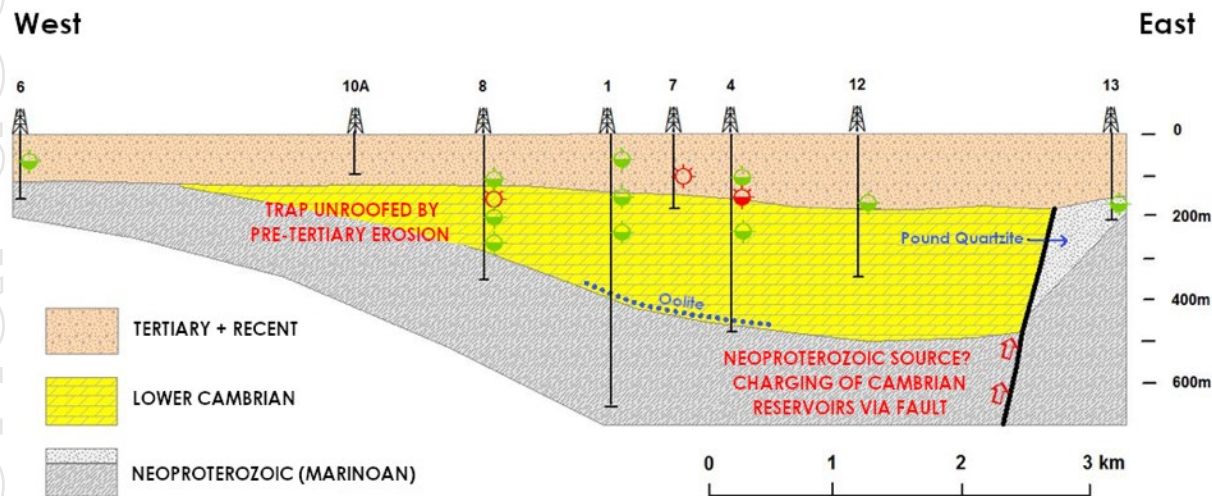 West
East
6
10A
8
1
7
4
12
13
0
TRAP UNROOFED BY
PRE-TERTIARY EROSION
200m
Pound Quartzite
Oolite
400m
TERTIARY + RECENT
NEOPROTEROZOIC SOURCE?
CHARGING OF CAMBRIAN
RESERVOIRS VIA FAULT
600m
LOWER CAMBRIAN
NEOPROTEROZOIC (MARINOAN)
0
1
2
3 km